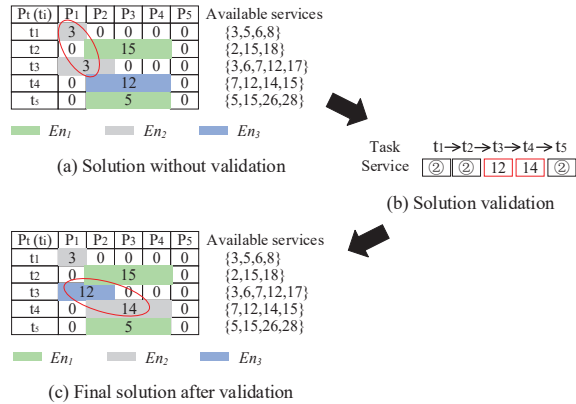 Pt (ti) P1 P2 P3 P4 P5 Available services
t1 3 0 0 0 0 {3,5,6,8}
t2 0 15 0 {2,15,18}
t3 3 0 0 0 {3,6,7,12,17}
t4 0 12 0 {7,12,14,15}
t5 0 5 0 {5,15,26,28}
En1 En2 En3
(a) Solution without validation
Task t1→t2→t3→t4→t5
Service ② ② 12 14 ②
(b) Solution validation
Pt (ti) P1 P2 P3 P4 P5 Available services
t1 3 0 0 0 0 {3,5,6,8}
t2 0 15 0 {2,15,18}
t3 12 0 0 0 {3,6,7,12,17}
t4 0 14 0 {7,12,14,15}
t5 0 5 0 {5,15,26,28}
En1 En2 En3
(c) Final solution after validation